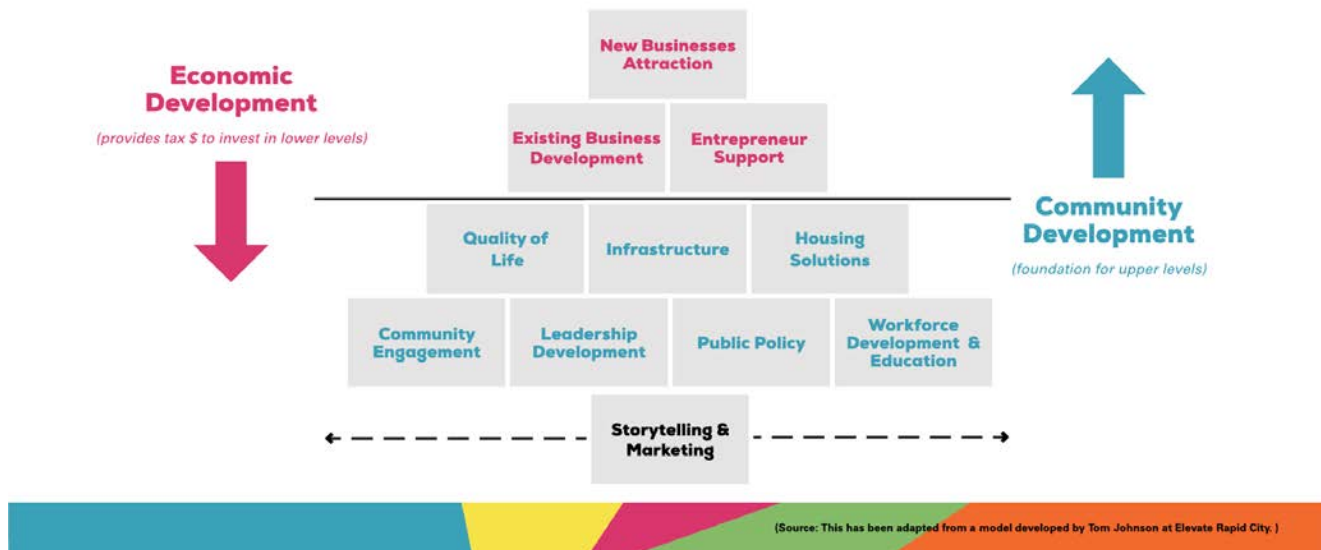 New Businesses
Attraction
Economic
Development
(provides tax $ to invest in lower levels)
Existing Business
Development
Entrepreneur
Support
Community
Development
(foundation for upper levels)
Quality of
Life
Infrastructure
Housing
Solutions
Community
Engagement
Leadership
Development
Public Policy
Workforce
Development &
Education
Storytelling &
Marketing
(Source: This has been adapted from a model developed by Tom Johnson at Elevate Rapid City. )